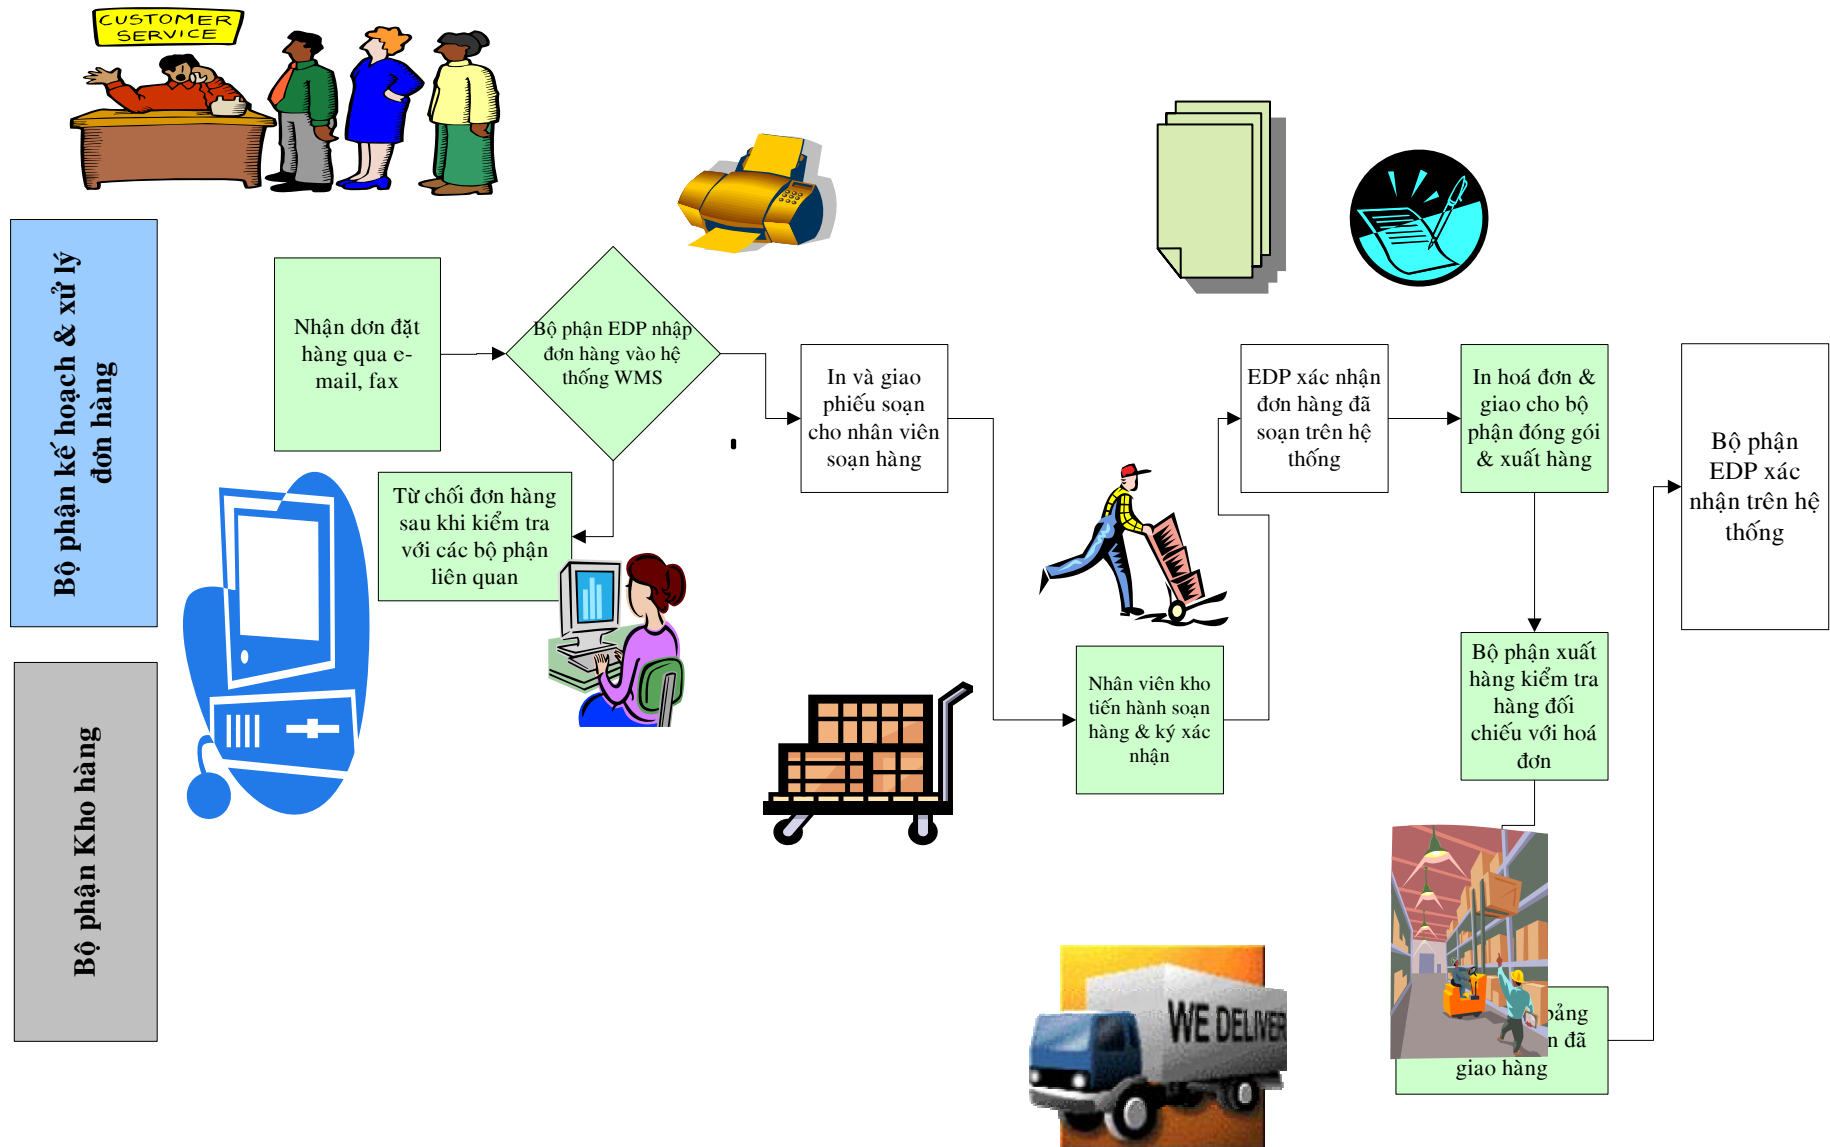 CUSTOMER
SERVICE
Bộ phận kế hoạch & xử lý
đơn hàng
Nhận dơn đặt
hàng qua e-
mail, fax
Bộ phận EDP nhập
đơn hàng vào hệ
thống WMS
Từ chối đơn hàng
sau khi kiểm tra
với các bộ phận
liên quan
In và giao
phiếu soạn
cho nhân viên
soạn hàng
EDP xác nhận
đơn hàng đã
soạn trên hệ
thống
In hoá đơn &
giao cho bộ
phận đóng gói
& xuất hàng
Bộ phận
EDP xác
nhận trên hệ
thống
Bộ phận Kho hàng
Nhân viên kho
tiến hành soạn
hàng & ký xác
nhận
Bộ phận xuất
hàng kiểm tra
hàng đối
chiếu với hoá
đơn
đã
giao hàng
WE DELIVER